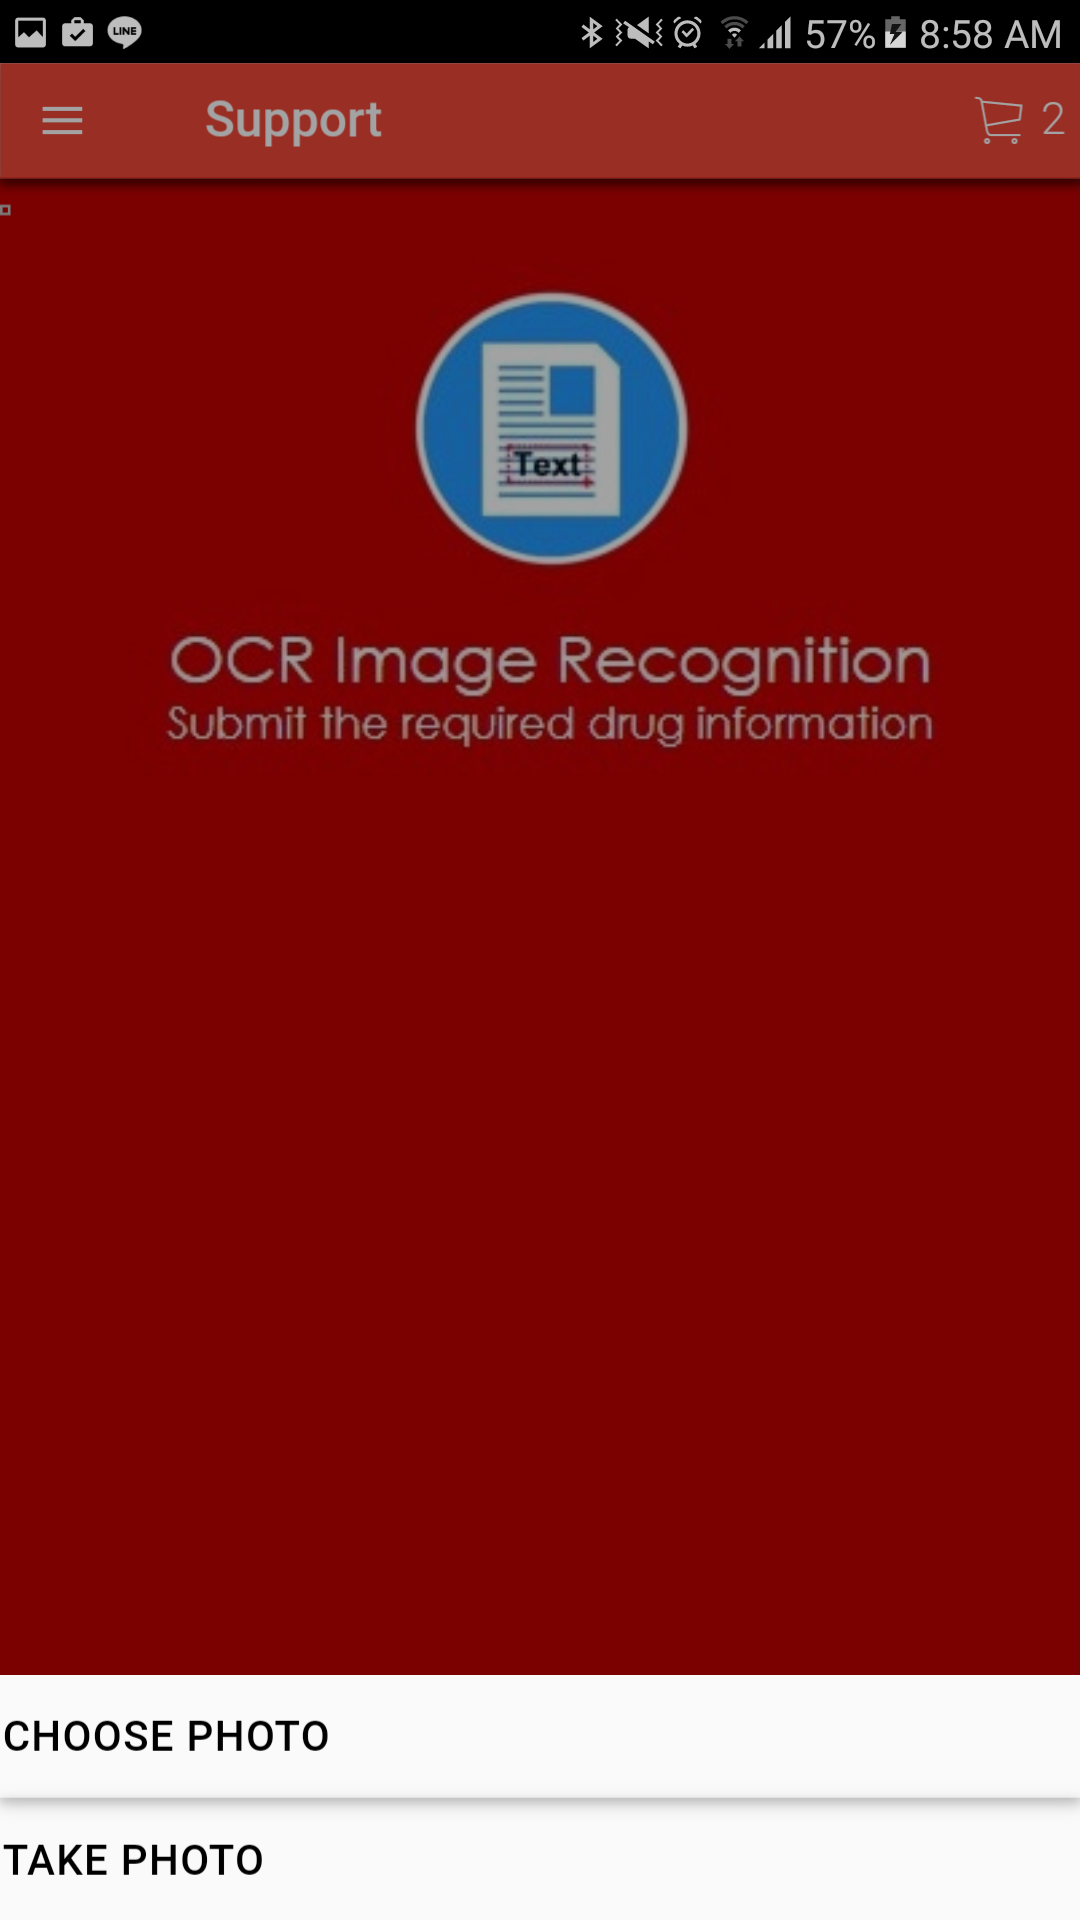 LINE 57% 8:58 AM
Support 2
Text
OCR Image Recognition
Submit the required drug information
CHOOSE PHOTO
TAKE PHOTO